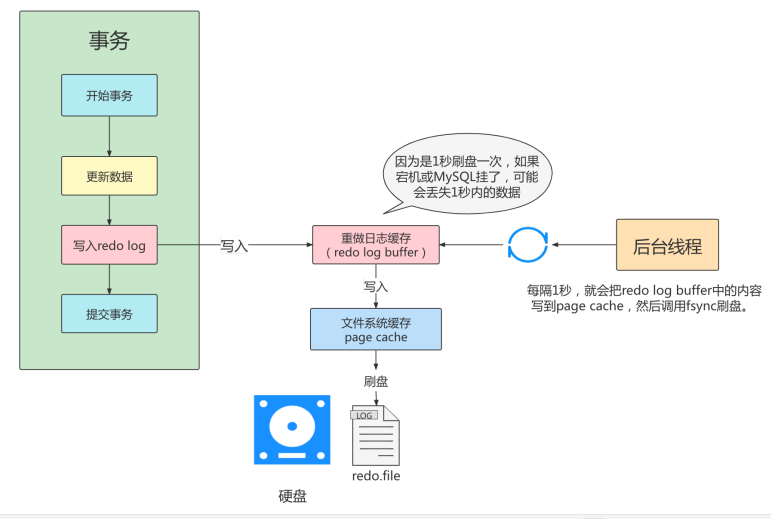 事务
开始事务
更新数据
写入redo log
提交事务
写入
因为是1秒刷盘一次，如果
宕机或MySQL挂了，可能
会丢失1秒内的数据
重做日志缓存
（redo log buffer）
写入
文件系统缓存
page cache
刷盘
LOG
redo.file
硬盘
后台线程
每隔1秒，就会把redo log buffer中的内容
写到page cache，然后调用fsync刷盘。